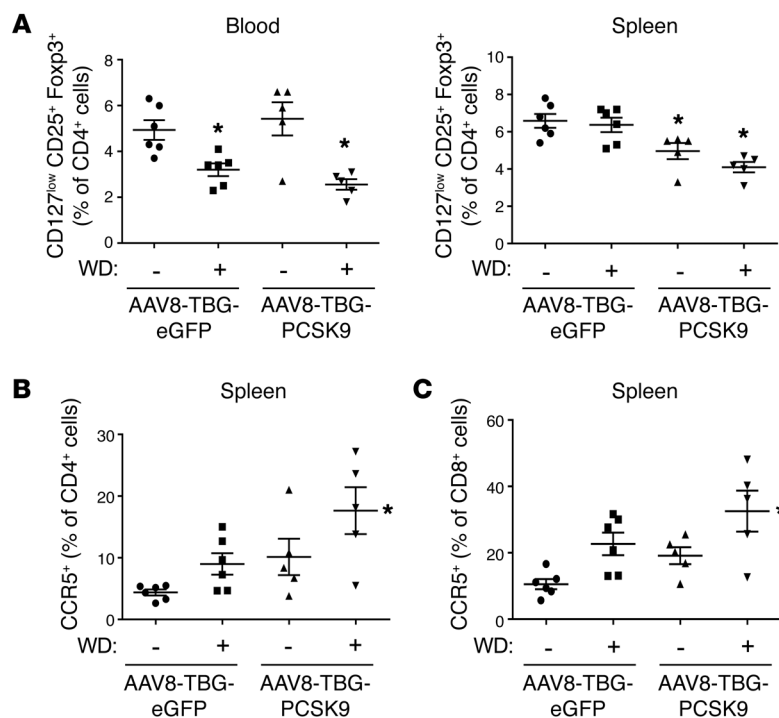 A
Blood
CD127low CD25+ Foxp3+
(% of CD4+ cells)
8
6
4
2
0
*
*
WD:
-
+
-
+
AAV8-TBG-
eGFP
AAV8-TBG-
PCSK9
Spleen
CD127low CD25+ Foxp3+
(% of CD4+ cells)
10
8
6
4
2
0
*
*
WD:
-
+
-
+
AAV8-TBG-
eGFP
AAV8-TBG-
PCSK9
B
Spleen
CCR5+ (% of CD4+ cells)
30
20
10
0
*
WD:
-
+
-
+
AAV8-TBG-
eGFP
AAV8-TBG-
PCSK9
C
Spleen
CCR5+ (% of CD8+ cells)
60
40
20
0
*
WD:
-
+
-
+
AAV8-TBG-
eGFP
AAV8-TBG-
PCSK9